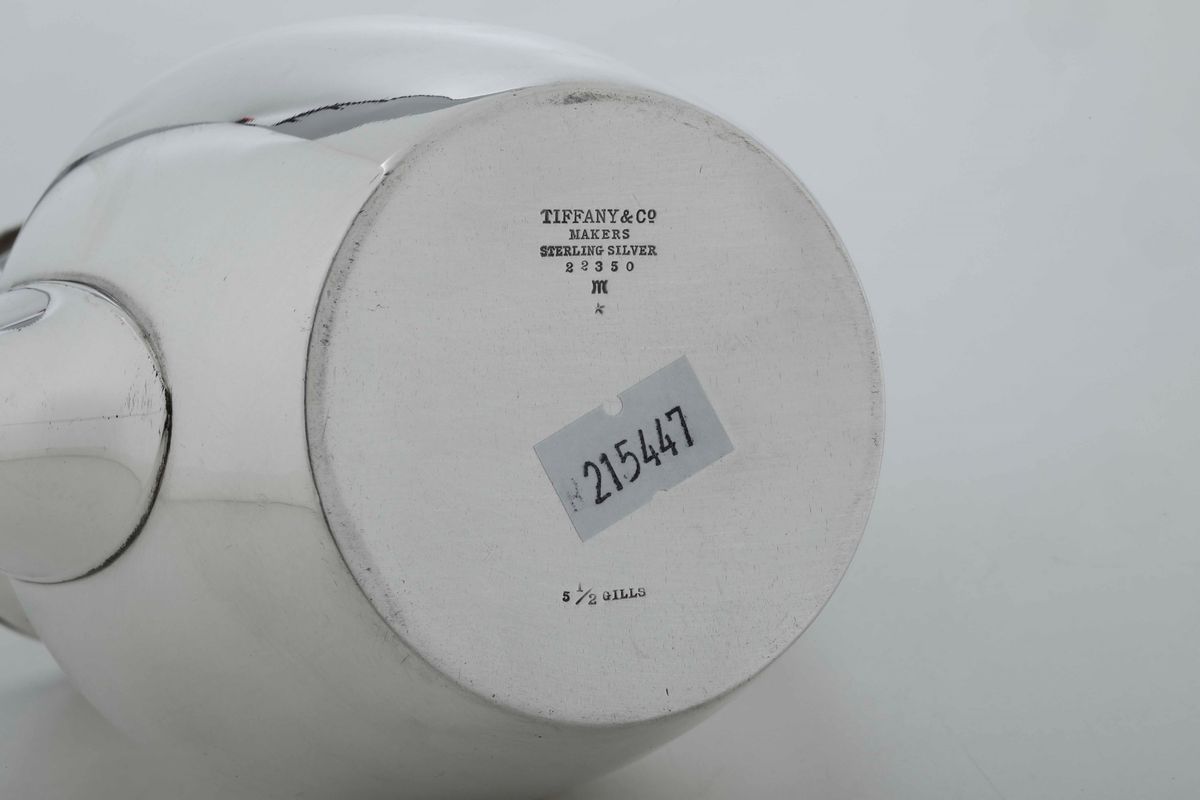 TIFFANY & Cº
MAKERS
STERLING SILVER
22350
m
215447
5 1/2 GILLS